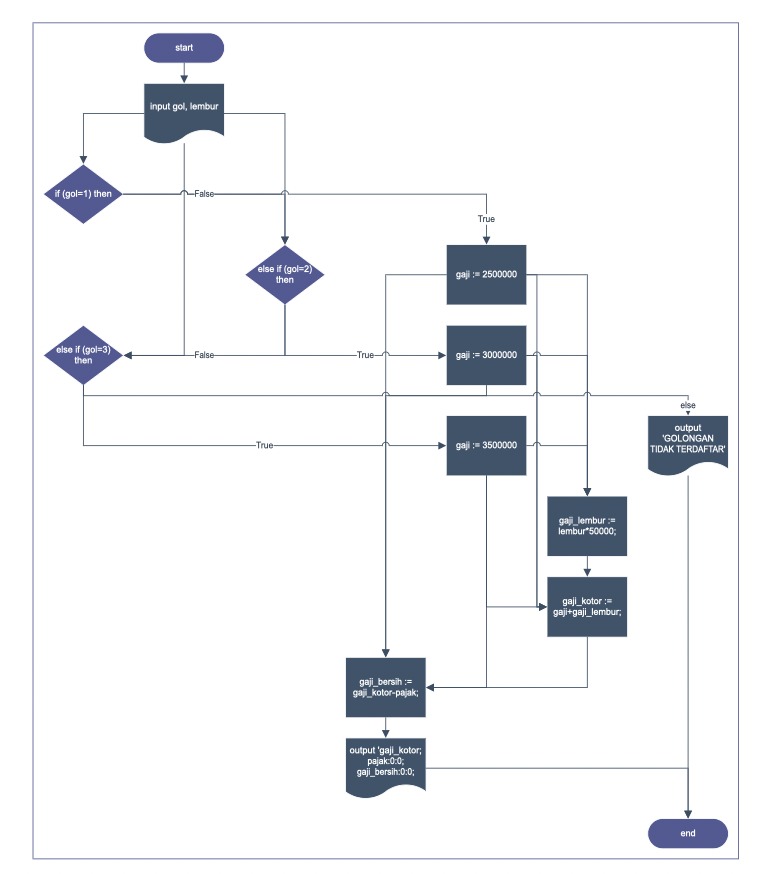 start
input gol, lembur
if (gol=1) then
False
True
else if (gol=2)
then
gaji := 2500000
else if (gol=3)
then
False
True
gaji := 3000000
else
output
'GOLONGAN
TIDAK TERDAFTAR'
True
gaji := 3500000
gaji_lembur :=
lembur*50000;
gaji_kotor :=
gaji+gaji_lembur;
gaji_bersih :=
gaji_kotor-pajak;
output 'gaji_kotor;
pajak:0:0;
gaji_bersih:0:0;
end